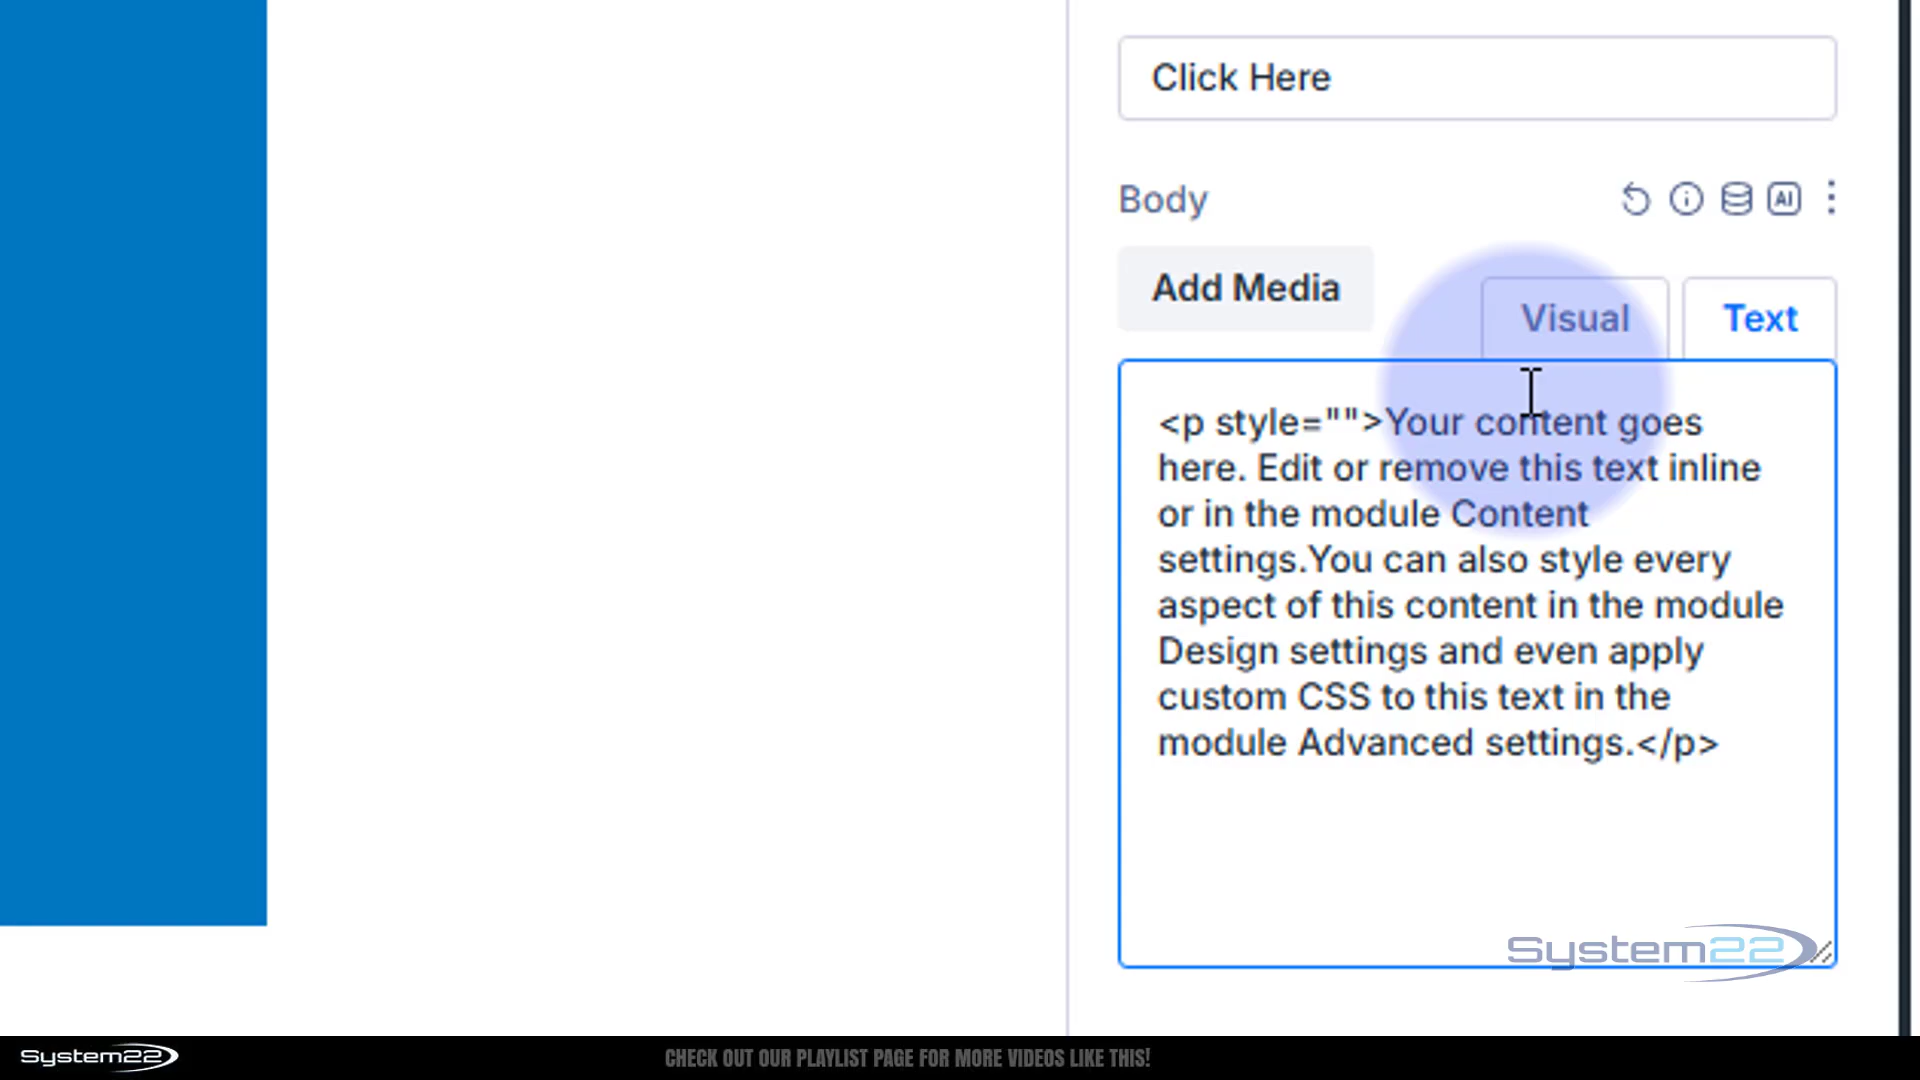 Click Here
Body
AI
Add Media
Visual
Text
<p style="">Your content goes
here. Edit or remove this text inline
or in the module Content
settings.You can also style every
aspect of this content in the module
Design settings and even apply
custom CSS to this text in the
module Advanced settings.</p>
System22
System22
CHECK OUT OUR PLAYLIST PAGE FOR MORE VIDEOS LIKE THIS!